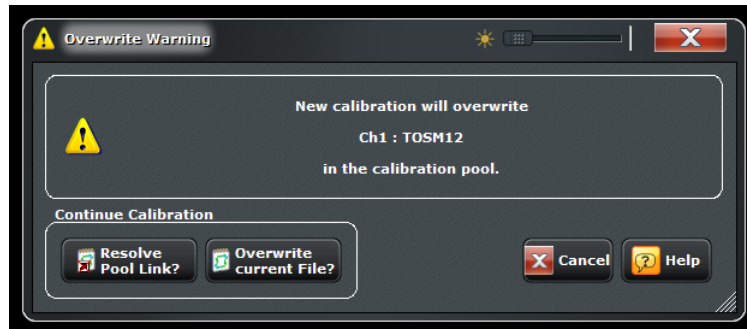 Overwrite Warning
New calibration will overwrite
Ch1 : TOSM12
in the calibration pool.
Continue Calibration
Resolve
Pool Link?
Overwrite
current File?
Cancel
Help